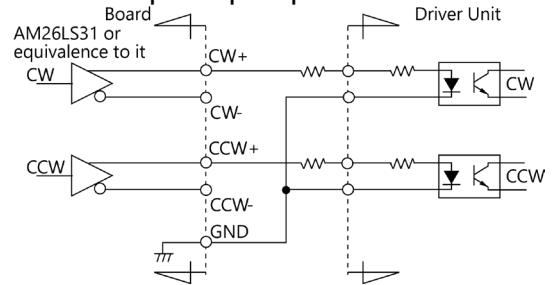 Board
Driver Unit
AM26LS31 or
equivalence to it
CW
CW+
CW
CW-
CCW
CCW+
CCW
CCW-
GND